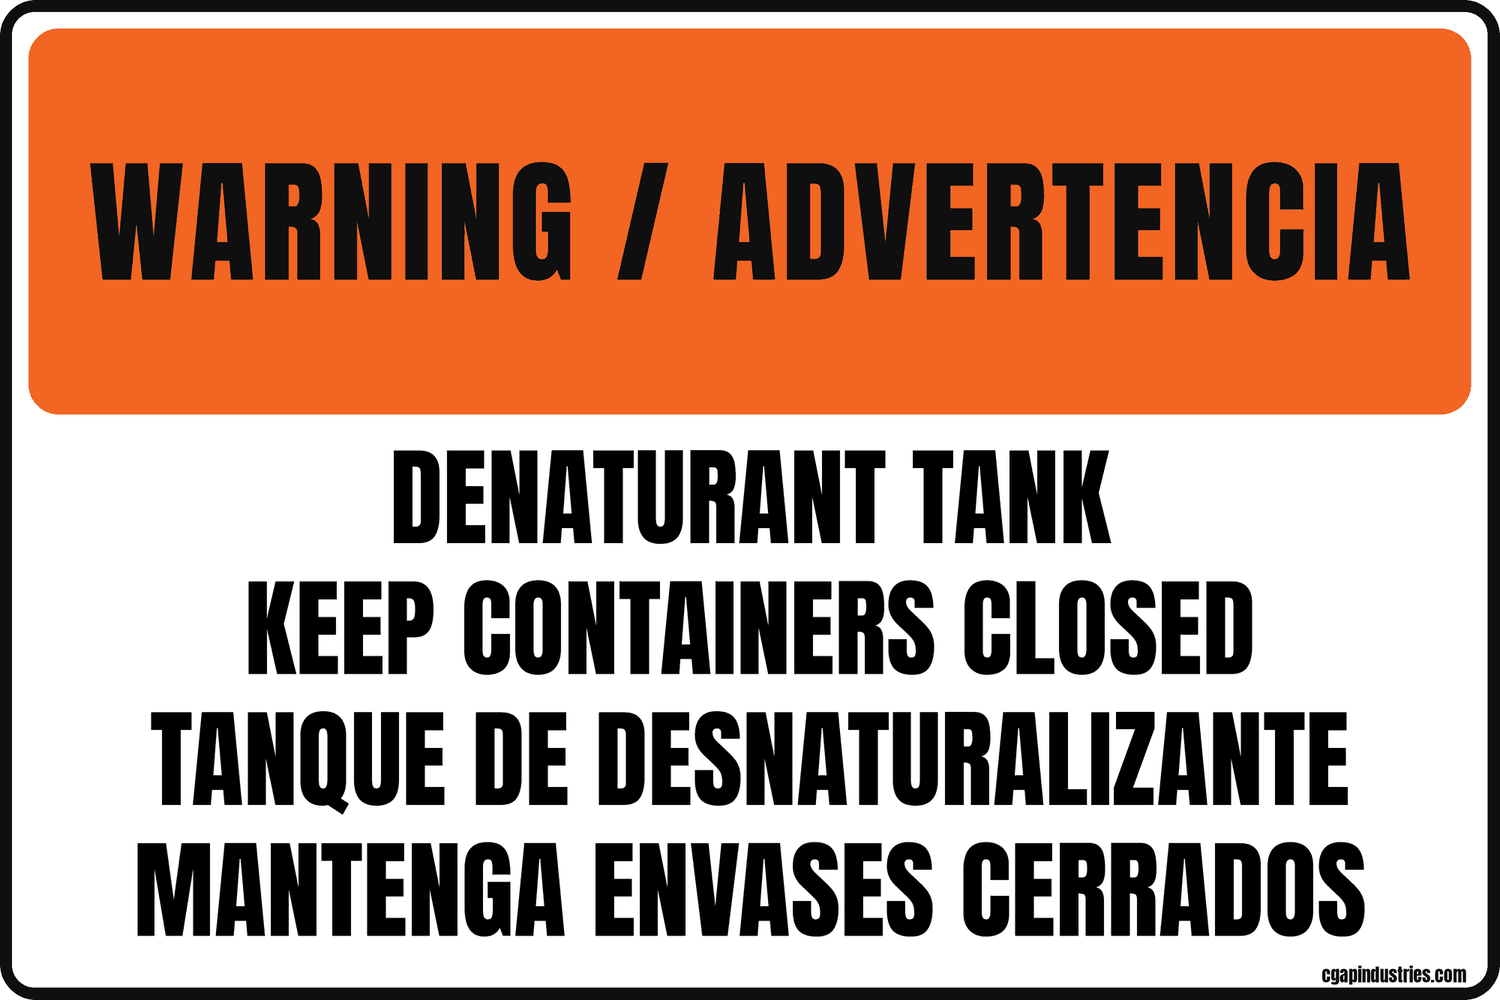 WARNING / ADVERTENCIA
DENATURANT TANK
KEEP CONTAINERS CLOSED
TANQUE DE DESNATURALIZANTE
MANTENGA ENVASES CERRADOS
cgapindustries.com